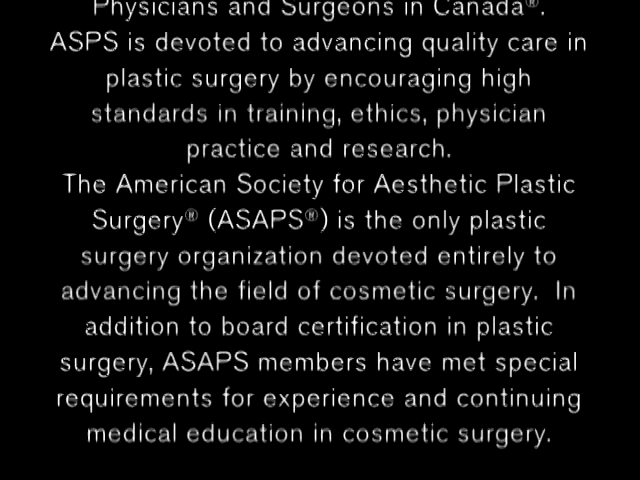 Physicians and Surgeons in Canada®.
ASPS is devoted to advancing quality care in
plastic surgery by encouraging high
standards in training, ethics, physician
practice and research.
The American Society for Aesthetic Plastic
Surgery® (ASAPS®) is the only plastic
surgery organization devoted entirely to
advancing the field of cosmetic surgery.  In
addition to board certification in plastic
surgery, ASAPS members have met special
requirements for experience and continuing
medical education in cosmetic surgery.